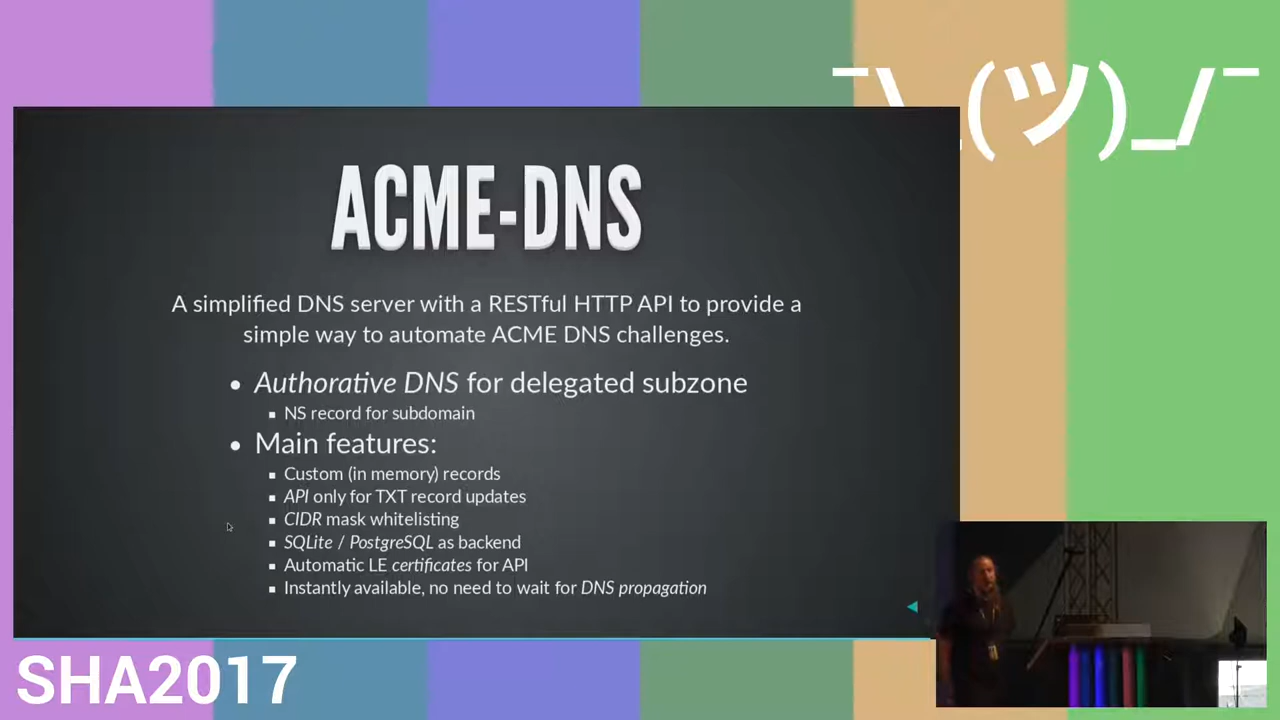 ¯\_(ツ)_/¯
ACME-DNS
A simplified DNS server with a RESTful HTTP API to provide a
simple way to automate ACME DNS challenges.
• Authorative DNS for delegated subzone
▪ NS record for subdomain
• Main features:
▪ Custom (in memory) records
▪ API only for TXT record updates
▪ CIDR mask whitelisting
▪ SQLite / PostgreSQL as backend
▪ Automatic LE certificates for API
▪ Instantly available, no need to wait for DNS propagation
SHA2017